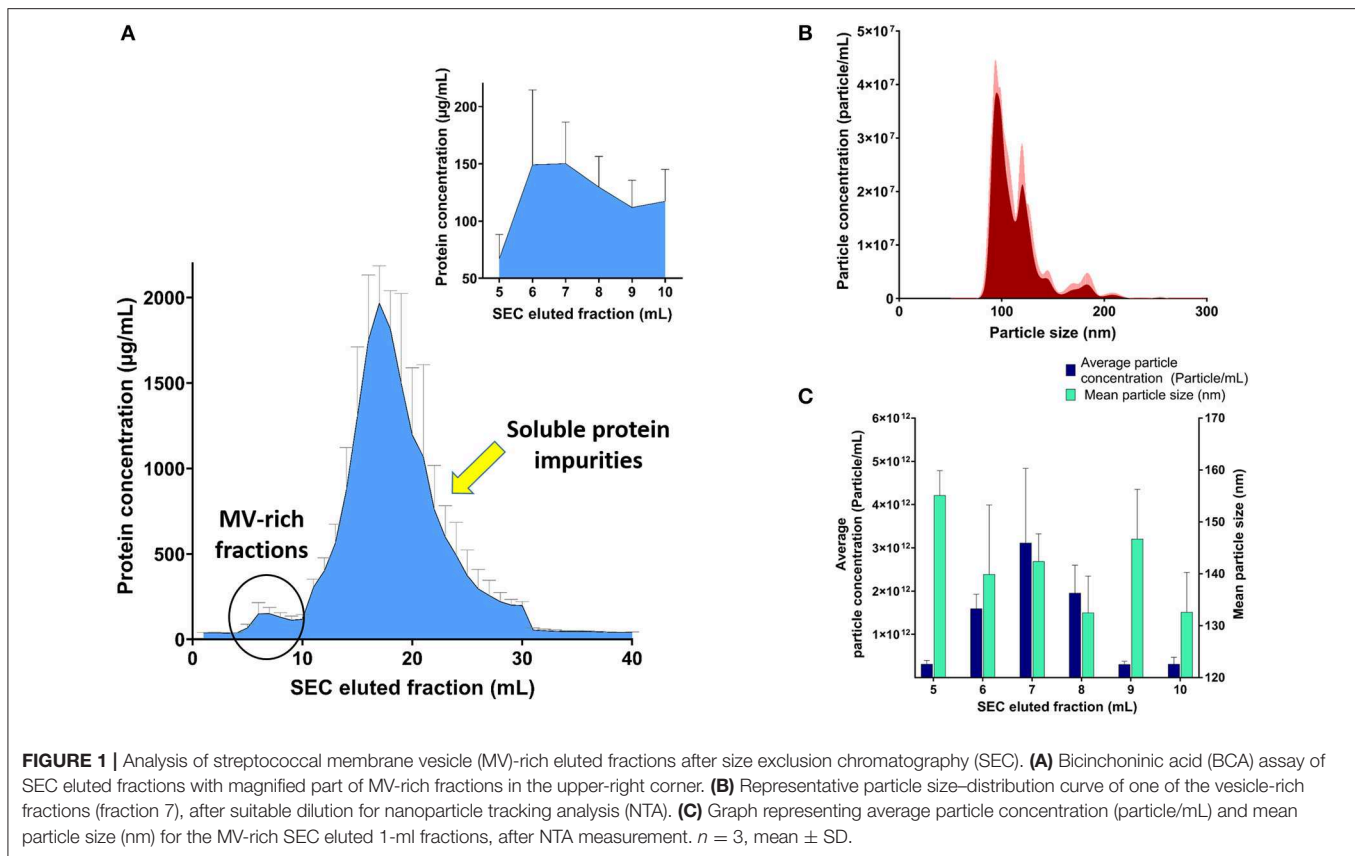 A
Protein concentration (µg/mL)
2000
1500
1000
500
0
0
10
20
30
40
SEC eluted fraction (mL)
MV-rich
fractions
Soluble protein
impurities
Protein concentration (µg/mL)
200
150
100
50
5
6
7
8
9
10
SEC eluted fraction (mL)
B
Particle concentration (particle/mL)
5×10⁷
4×10⁷
3×10⁷
2×10⁷
1×10⁷
0
0
100
200
300
Particle size (nm)
Average particle
concentration (Particle/mL)
Mean particle size (nm)
C
Average
particle concentration (Particle/mL)
6×10¹²
5×10¹²
4×10¹²
3×10¹²
2×10¹²
1×10¹²
170
160
150
140
130
120
Mean particle size (nm)
5
6
7
8
9
10
SEC eluted fraction (mL)
FIGURE 1 | Analysis of streptococcal membrane vesicle (MV)-rich eluted fractions after size exclusion chromatography (SEC). (A) Bicinchoninic acid (BCA) assay of
SEC eluted fractions with magnified part of MV-rich fractions in the upper-right corner. (B) Representative particle size–distribution curve of one of the vesicle-rich
fractions (fraction 7), after suitable dilution for nanoparticle tracking analysis (NTA). (C) Graph representing average particle concentration (particle/mL) and mean
particle size (nm) for the MV-rich SEC eluted 1-ml fractions, after NTA measurement. n = 3, mean ± SD.